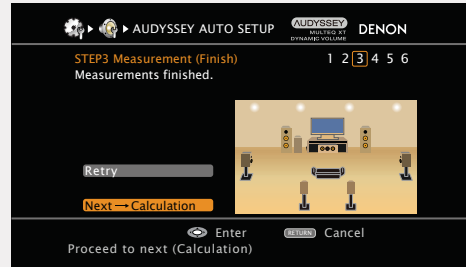 AUDYSSEY AUTO SETUP
AUDYSSEY
MULTEQ XT
DYNAMIC VOLUME
DENON
STEP3 Measurement (Finish)
1 2 3 4 5 6
Measurements finished.
Retry
Next→Calculation
Enter
RETURN Cancel
Proceed to next (Calculation)